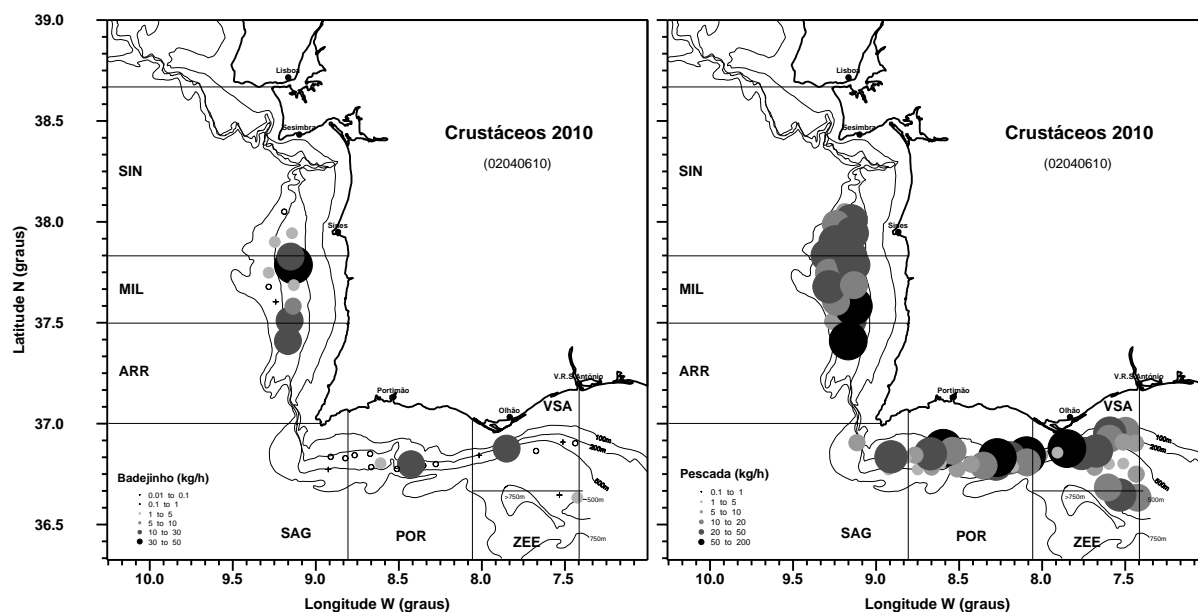 39.0
38.5
38.0
37.5
37.0
36.5
Latitude N (graus)
Lisboa
Sesimbra
Crustáceos 2010
(02040610)
SIN
Sines
MIL
ARR
Portimão
Olhão
V.R.S.António
VSA
100m
200m
500m
>750m
500m
750m
Badejinho (kg/h)
0.01 to 0.1
0.1 to 1
1 to 5
5 to 10
10 to 30
30 to 50
SAG
POR
ZEE
10.0 9.5 9.0 8.5 8.0 7.5
Longitude W (graus)
Lisboa
Sesimbra
Crustáceos 2010
(02040610)
SIN
Sines
MIL
ARR
Portimão
Olhão
V.R.S.António
VSA
100m
200m
500m
>750m
500m
750m
Pescada (kg/h)
0.1 to 1
1 to 5
5 to 10
10 to 20
20 to 50
50 to 200
SAG
POR
ZEE
10.0 9.5 9.0 8.5 8.0 7.5
Longitude W (graus)